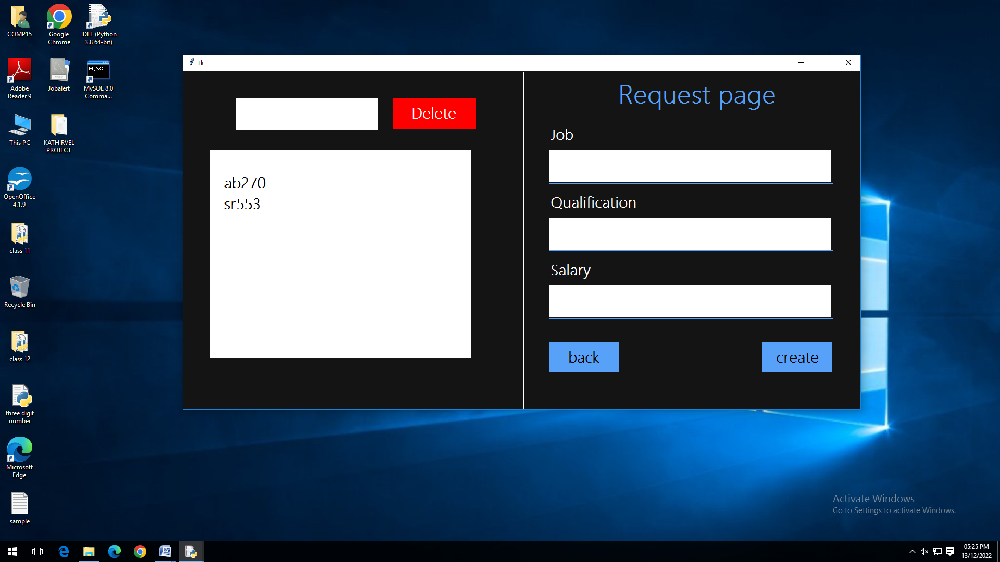 COMP15
Google
Chrome
IDLE (Python
3.8 64-bit)
Adobe
Reader 9
Jobalert
MySQL>
MySQL 8.0
Comma...
This PC
KATHIRVEL
PROJECT
OpenOffice
4.1.9
class 11
Recycle Bin
class 12
three digit
number
Microsoft
Edge
sample
tk
Delete
ab270
sr553
Request page
Job
Qualification
Salary
back
create
Activate Windows
Go to Settings to activate Windows.
05:25 PM
13/12/2022